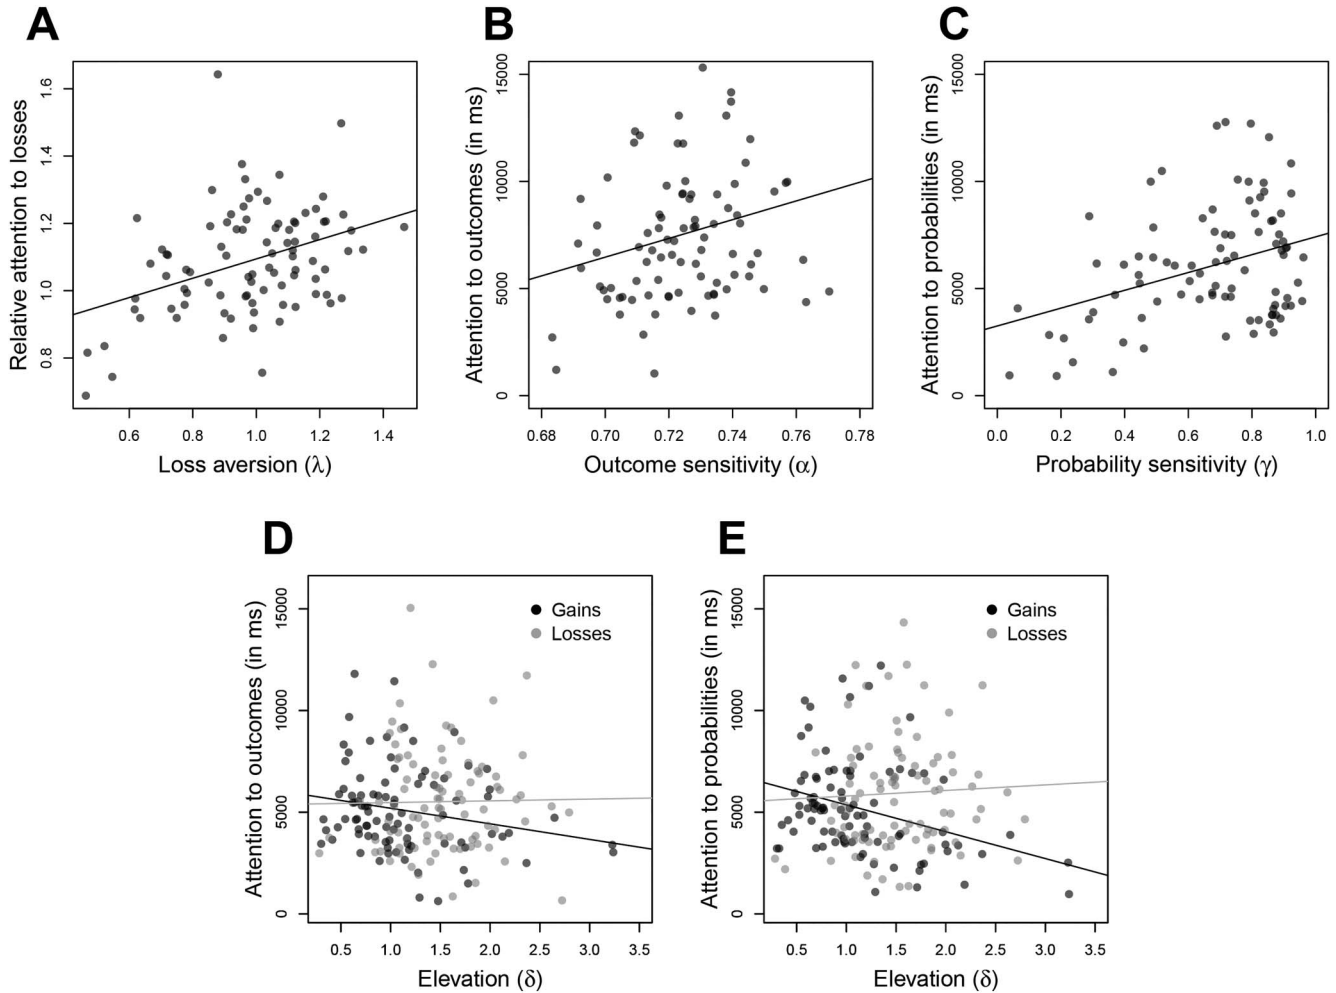 A
Relative attention to losses
0.8 1.0 1.2 1.4 1.6
0.6 0.8 1.0 1.2 1.4
Loss aversion (λ)
B
Attention to outcomes (in ms)
0 5000 10000 15000
0.68 0.70 0.72 0.74 0.76 0.78
Outcome sensitivity (α)
C
Attention to probabilities (in ms)
0 5000 10000 15000
0.0 0.2 0.4 0.6 0.8 1.0
Probability sensitivity (γ)
D
Attention to outcomes (in ms)
0 5000 10000 15000
Gains
Losses
0.5 1.0 1.5 2.0 2.5 3.0 3.5
Elevation (δ)
E
Attention to probabilities (in ms)
0 5000 10000 15000
Gains
Losses
0.5 1.0 1.5 2.0 2.5 3.0 3.5
Elevation (δ)